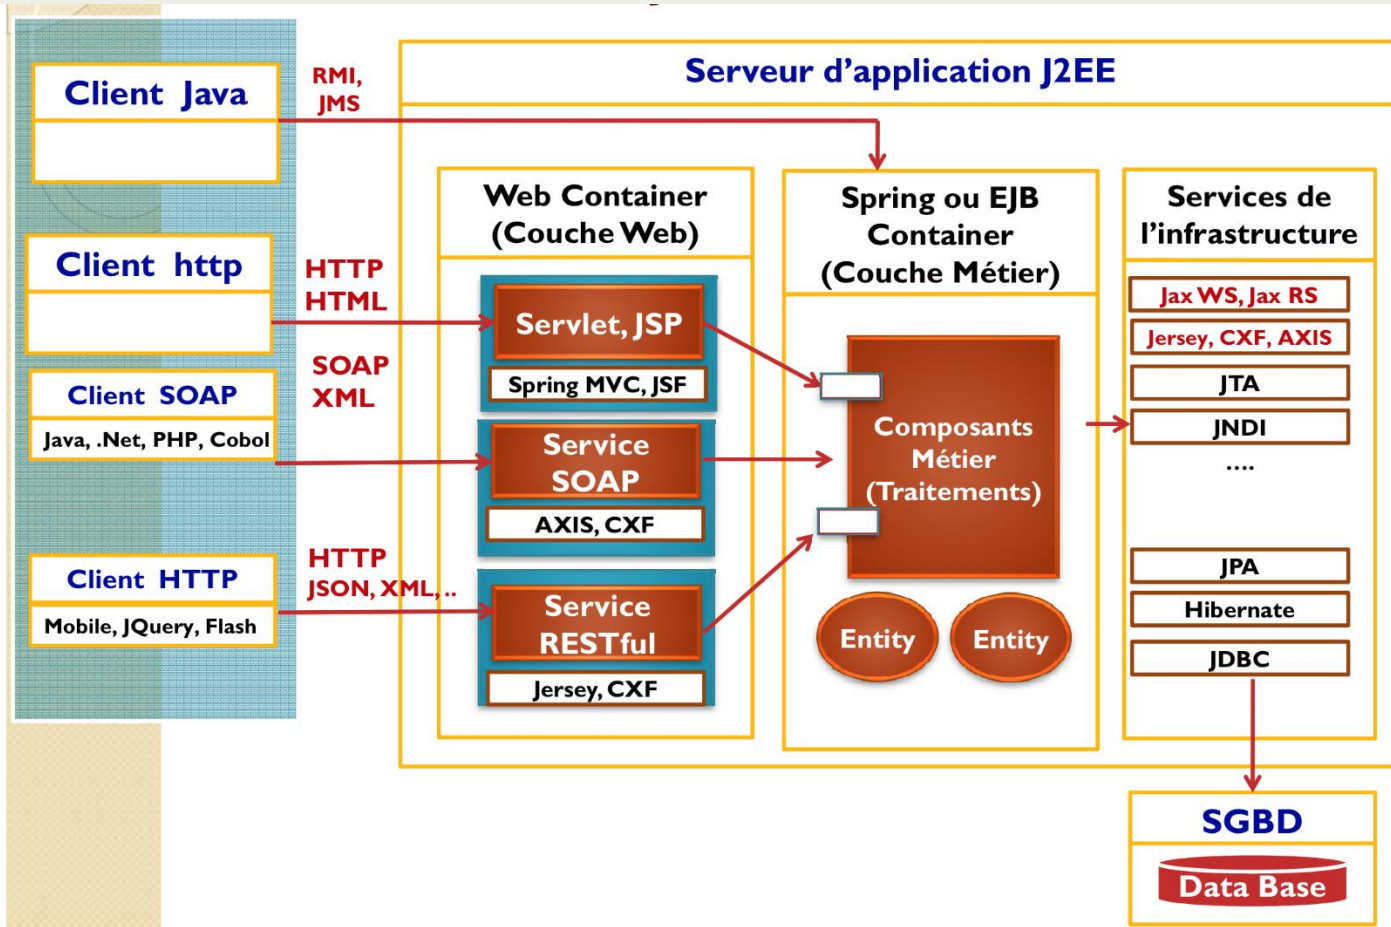 Serveur d'application J2EE
Client Java
RMI,
JMS
Client http
HTTP
HTML
SOAP
XML
Client SOAP
Java, .Net, PHP, Cobol
Client HTTP
Mobile, JQuery, Flash
HTTP
JSON, XML, ..
Web Container
(Couche Web)
Servlet, JSP
Spring MVC, JSF
Service
SOAP
AXIS, CXF
Service
RESTful
Jersey, CXF
Spring ou EJB
Container
(Couche Métier)
Composants
Métier
(Traitements)
Entity
Entity
Services de
l'infrastructure
Jax WS, Jax RS
Jersey, CXF, AXIS
JTA
JNDI
....
JPA
Hibernate
JDBC
SGBD
Data Base